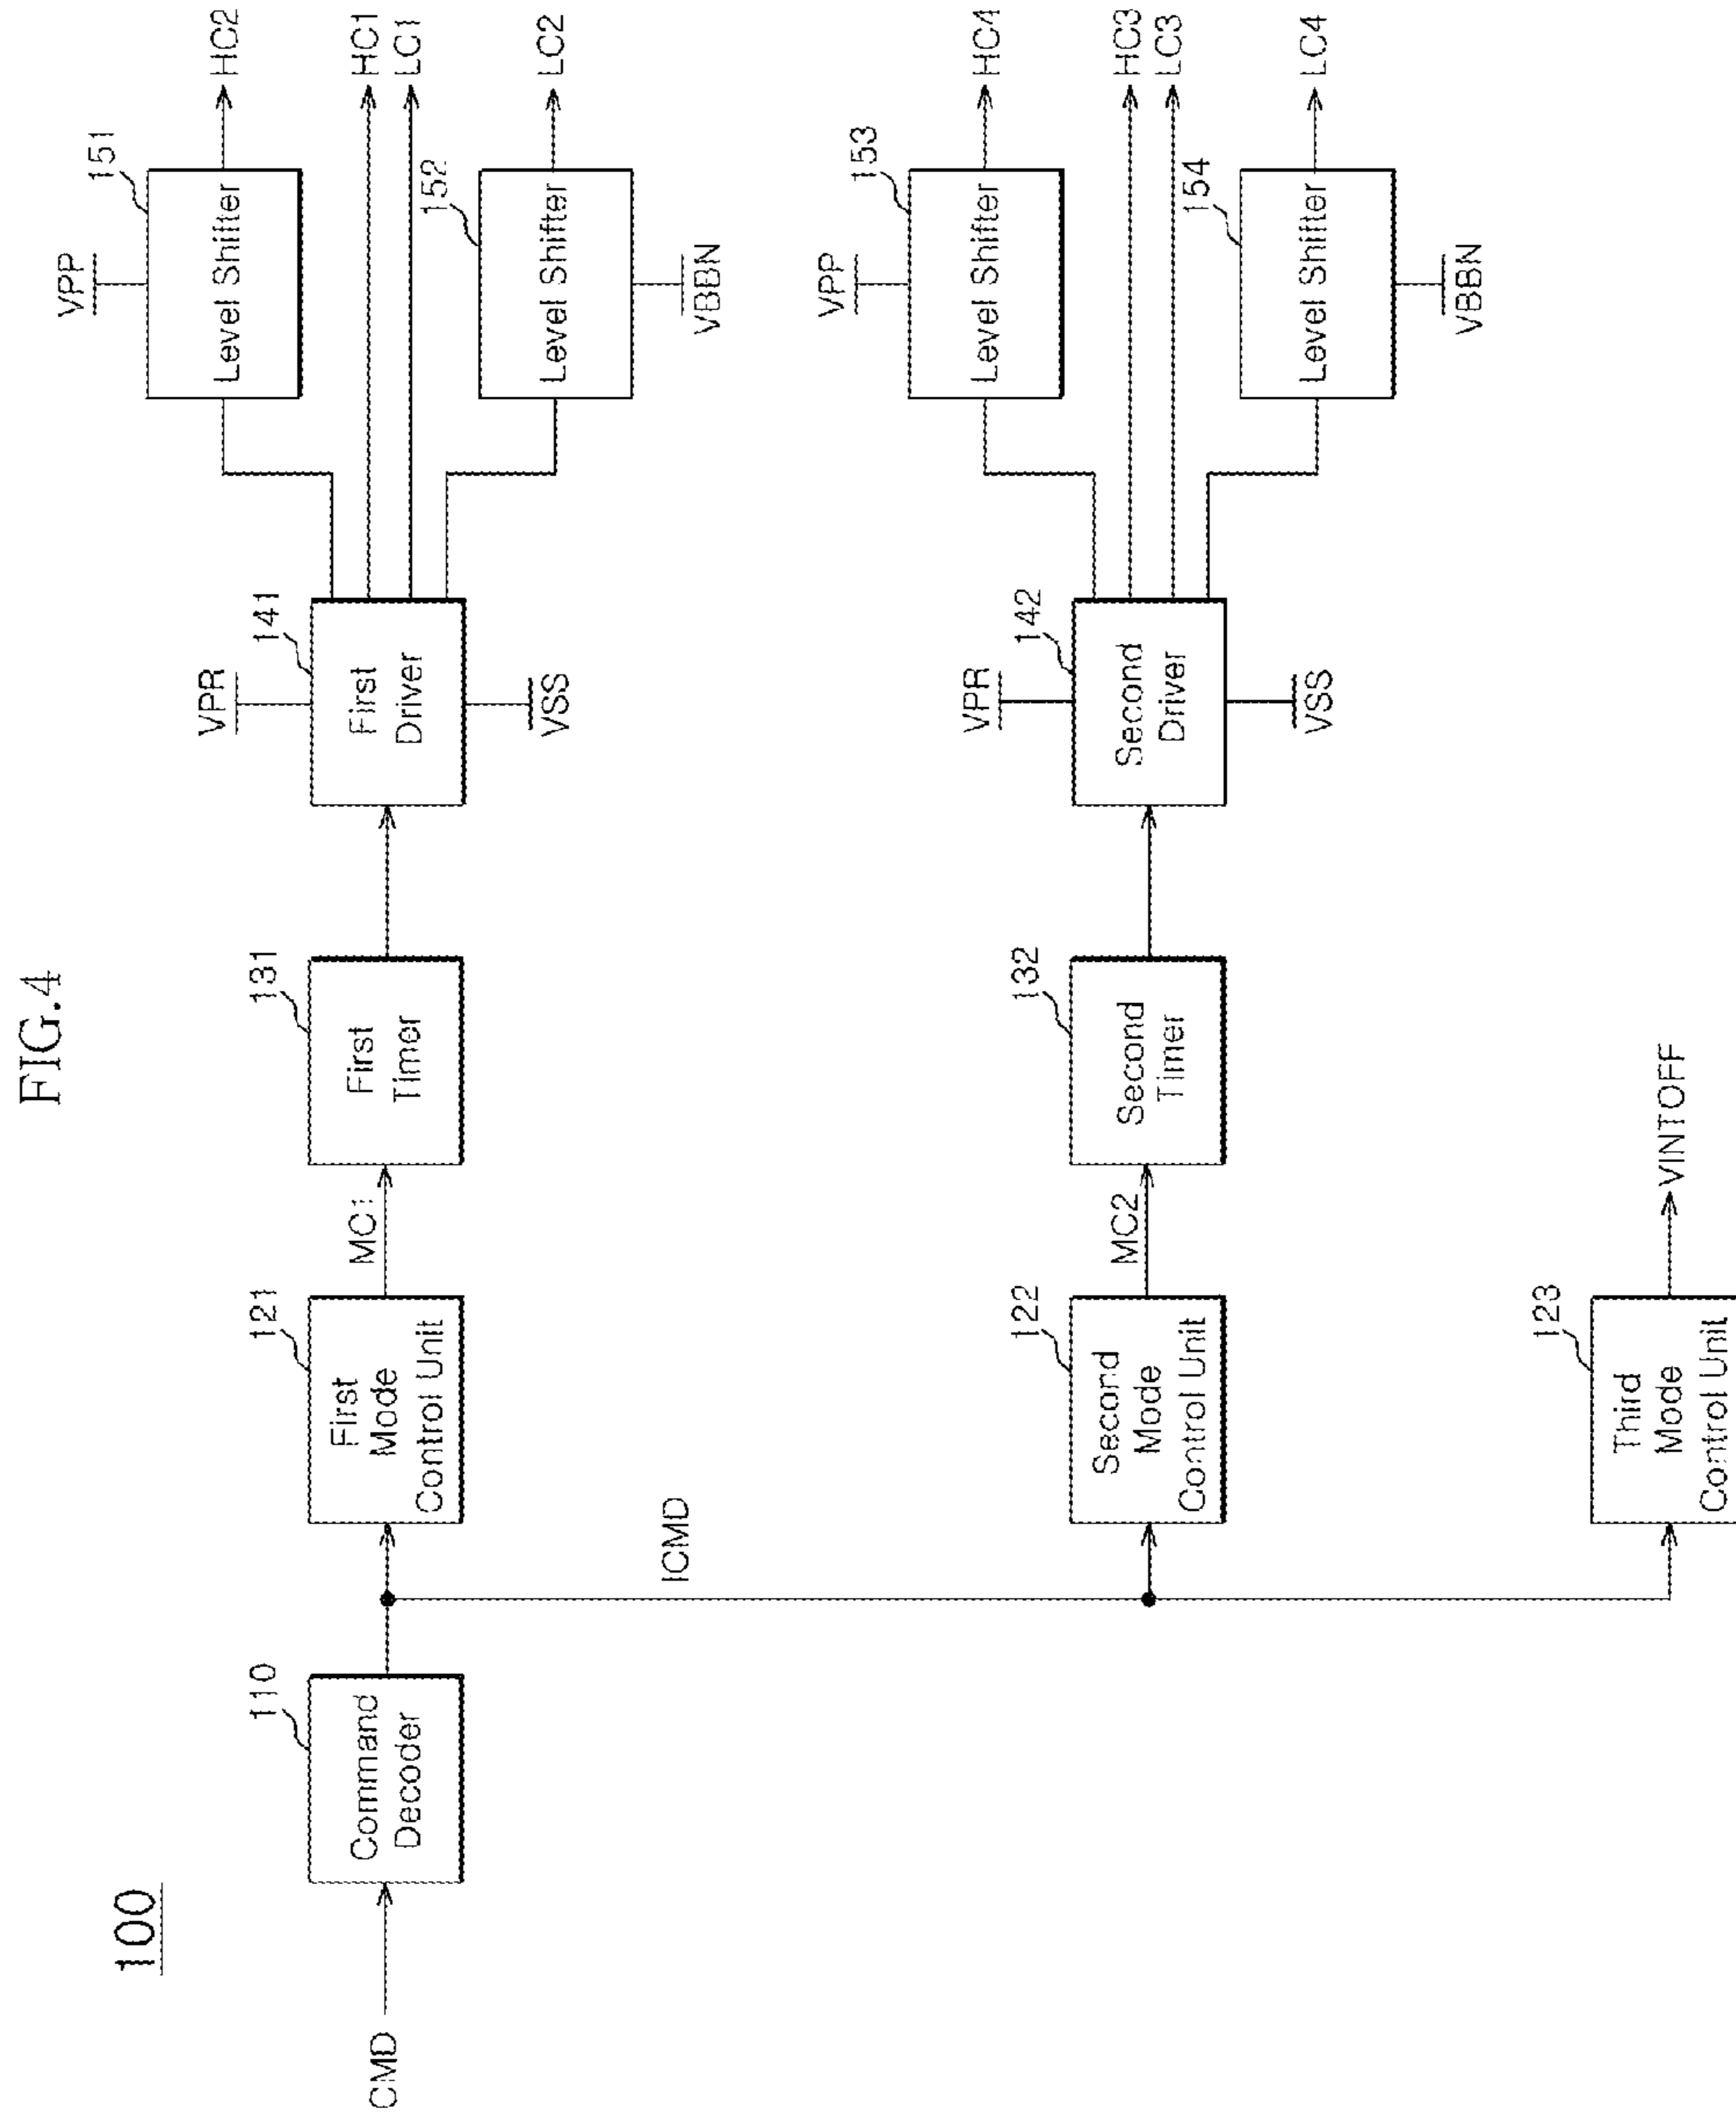 FIG.4
100
CMD
110
Command
Decoder
ICMD
121
First
Mode
Control Unit
MC1
131
First
Timer
VPR
141
First
Driver
VSS
VPP
151
Level Shifter
HC2
HC1
LC1
152
Level Shifter
VBBN
LC2
122
Second
Mode
Control Unit
MC2
132
Second
Timer
VPR
142
Second
Driver
VSS
VPP
153
Level Shifter
HC4
HC3
LC3
154
Level Shifter
VBBN
LC4
123
Third
Mode
Control Unit
VINTOFF